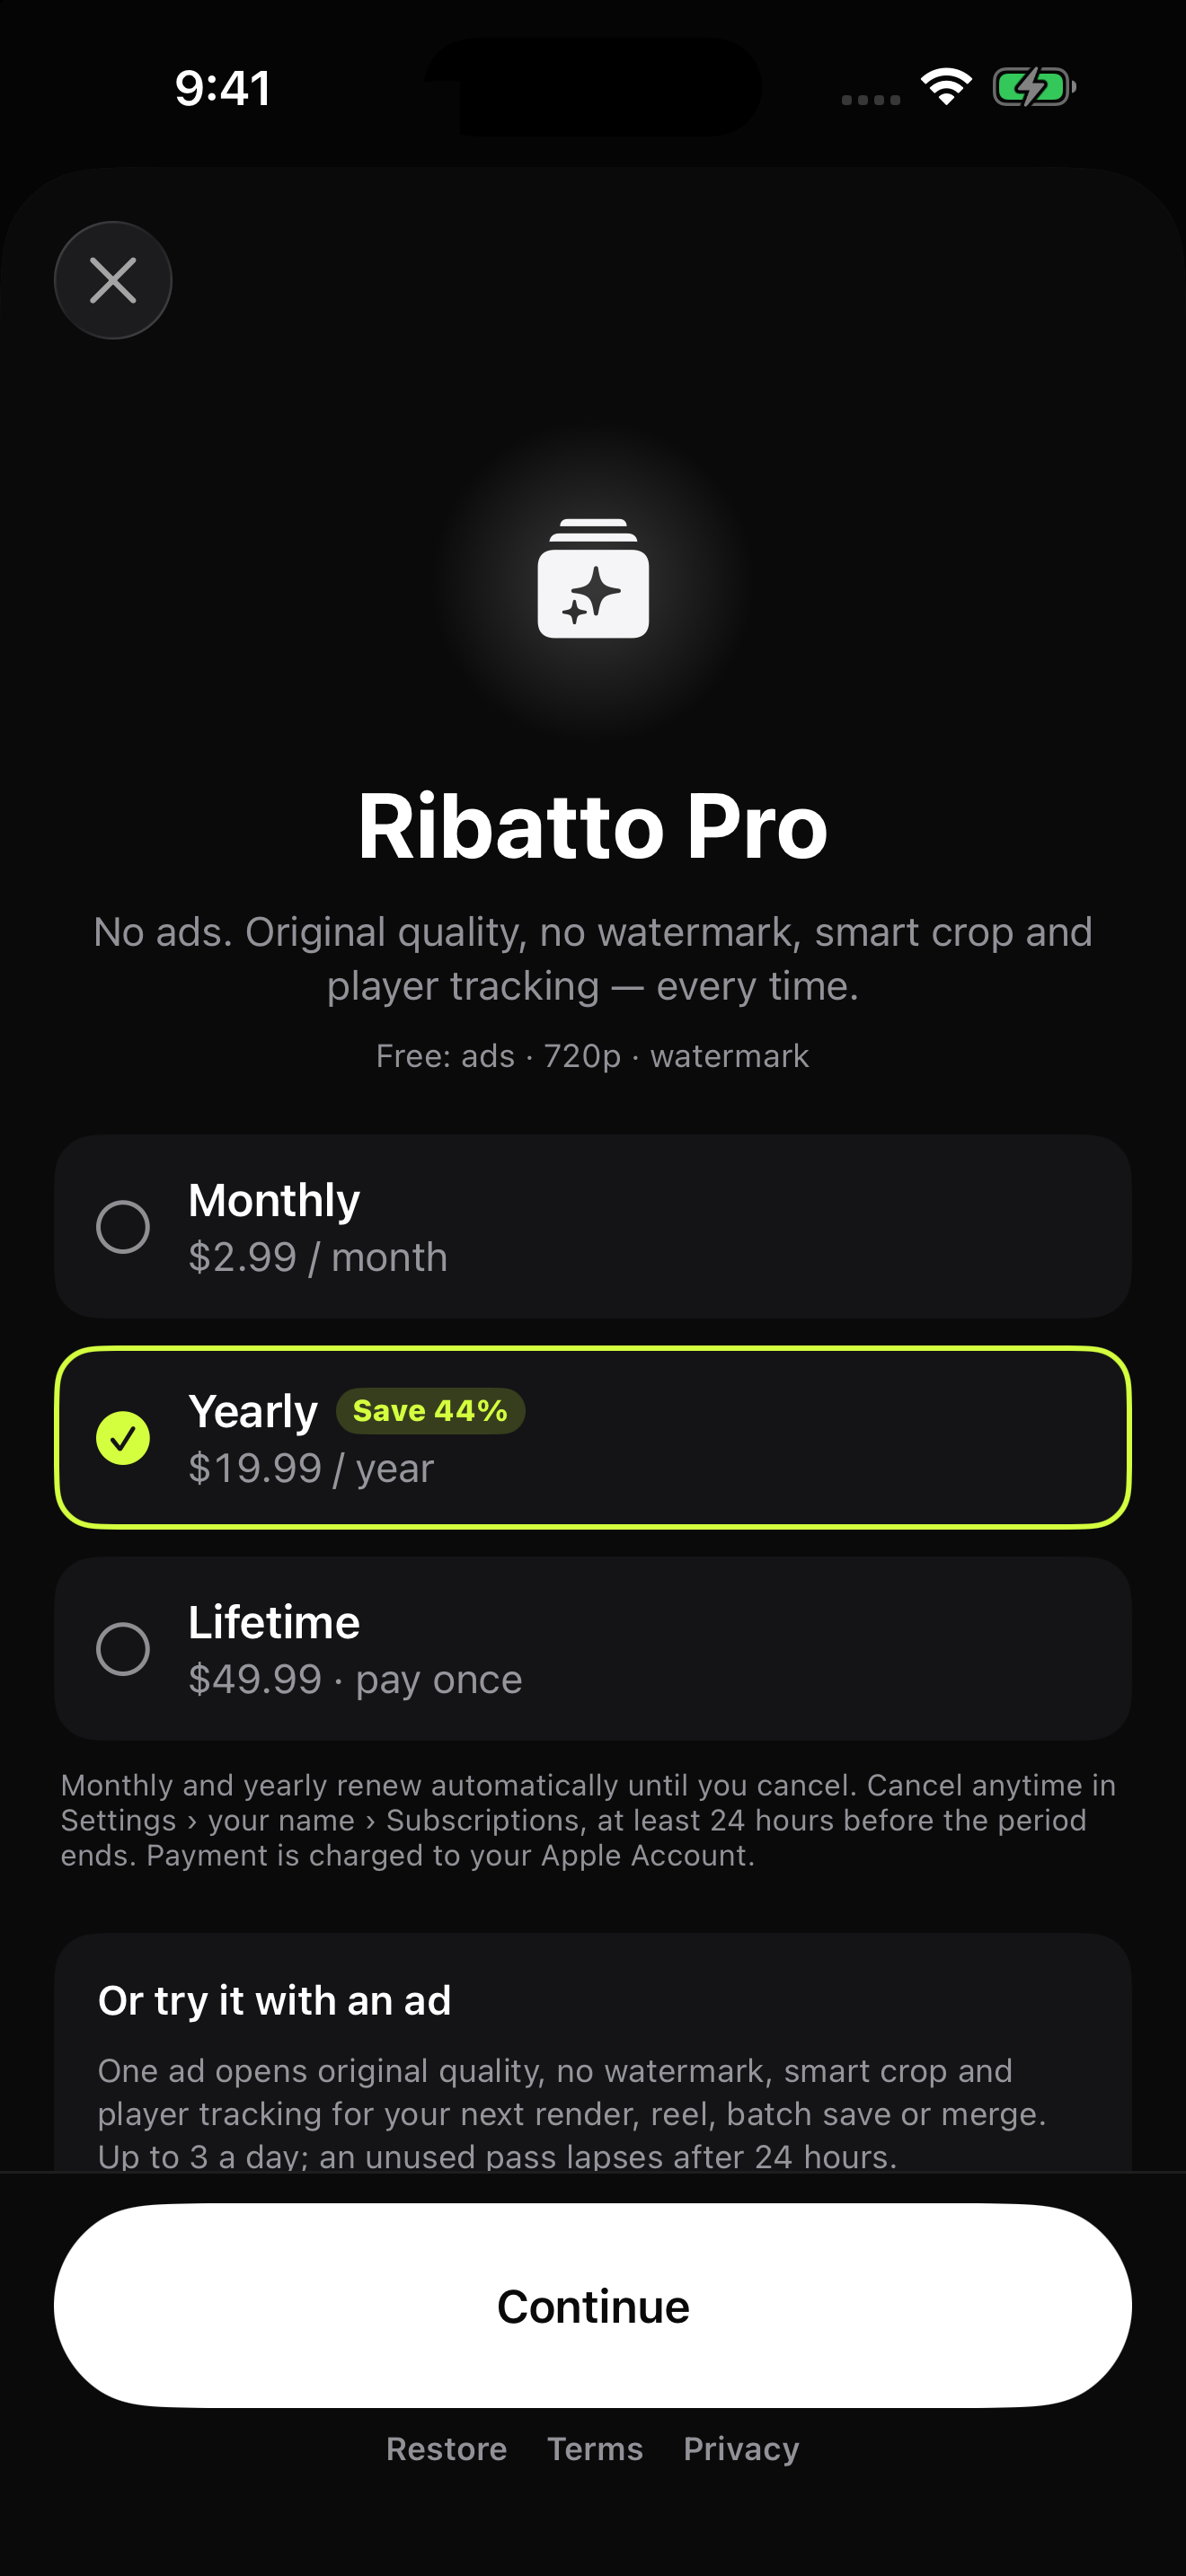 9:41
Ribatto Pro
No ads. Original quality, no watermark, smart crop and
player tracking — every time.
Free: ads · 720p · watermark
Monthly
$2.99 / month
Yearly Save 44%
$19.99 / year
Lifetime
$49.99 · pay once
Monthly and yearly renew automatically until you cancel. Cancel anytime in
Settings › your name › Subscriptions, at least 24 hours before the period
ends. Payment is charged to your Apple Account.
Or try it with an ad
One ad opens original quality, no watermark, smart crop and
player tracking for your next render, reel, batch save or merge.
Up to 3 a day; an unused pass lapses after 24 hours.
Continue
Restore Terms Privacy